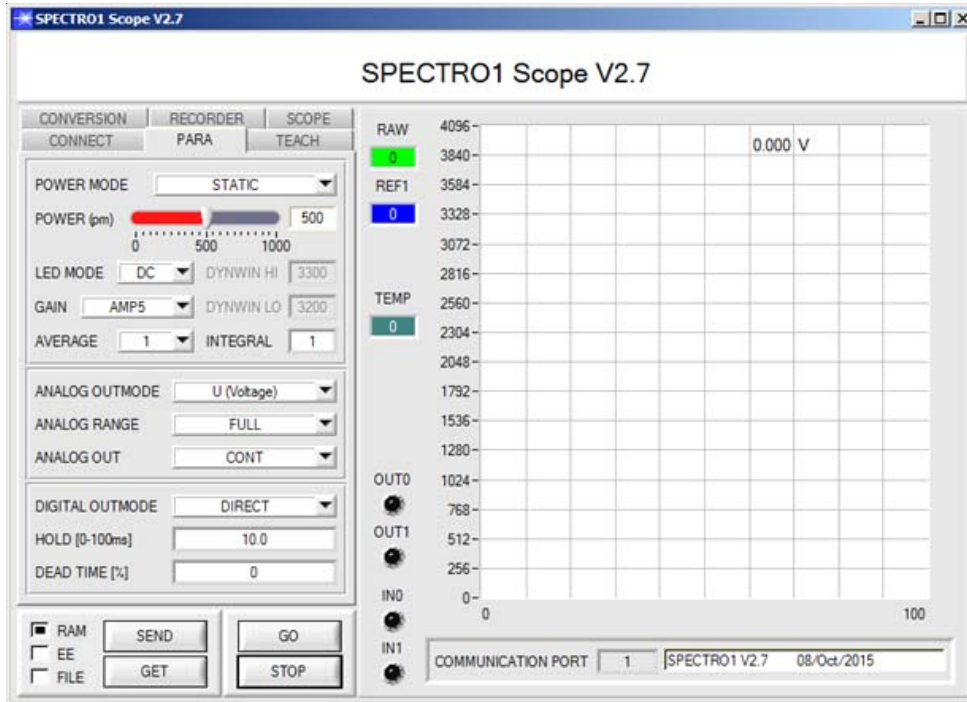 SPECTRO1 Scope V2.7
SPECTRO1 Scope V2.7
CONVERSION RECORDER SCOPE
CONNECT PARA TEACH
POWER MODE STATIC
POWER (pm) 500
0 500 1000
LED MODE DC DYNWIN HI 3300
GAIN AMP5 DYNWIN LO 3200
AVERAGE 1 INTEGRAL 1
ANALOG OUTMODE U (Voltage)
ANALOG RANGE FULL
ANALOG OUT CONT
DIGITAL OUTMODE DIRECT
HOLD [0-100ms] 10.0
DEAD TIME [%] 0
RAM SEND GO
EE
FILE GET STOP
RAW
0
REF1
0
TEMP
0
OUT0
OUT1
IN0
IN1
4096
3840
3584
3328
3072
2816
2560
2304
2048
1792
1536
1280
1024
768
512
256
0
0.000 V
0 100
COMMUNICATION PORT 1 SPECTRO1 V2.7 08/Oct/2015